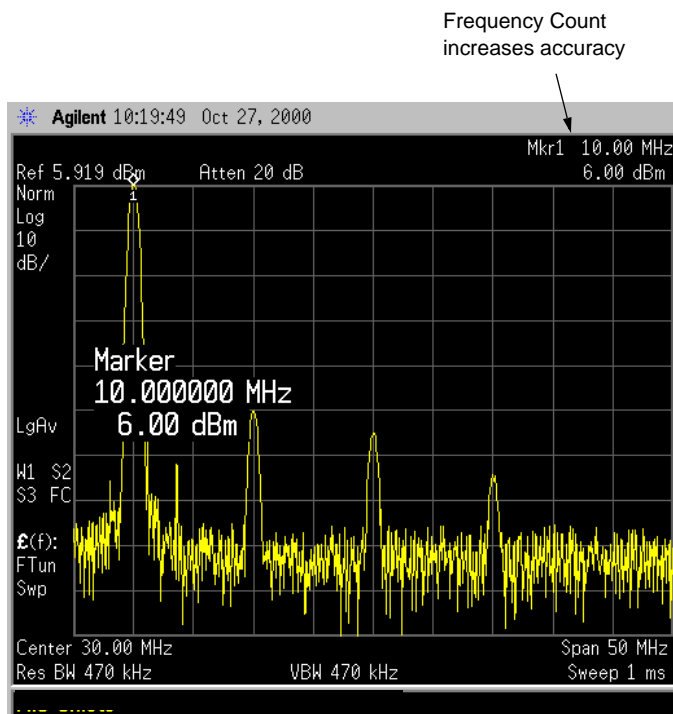 Frequency Count
increases accuracy
Agilent 10:19:49 Oct 27, 2000
Mkr1 10.00 MHz
Ref 5.919 dBm Atten 20 dB 6.00 dBm
Norm
1
Log
10
dB/
Marker
10.000000 MHz
6.00 dBm
LgAv
W1 S2
S3 FC
£(f):
FTun
Swp
Center 30.00 MHz Span 50 MHz
Res BW 470 kHz VBW 470 kHz Sweep 1 ms